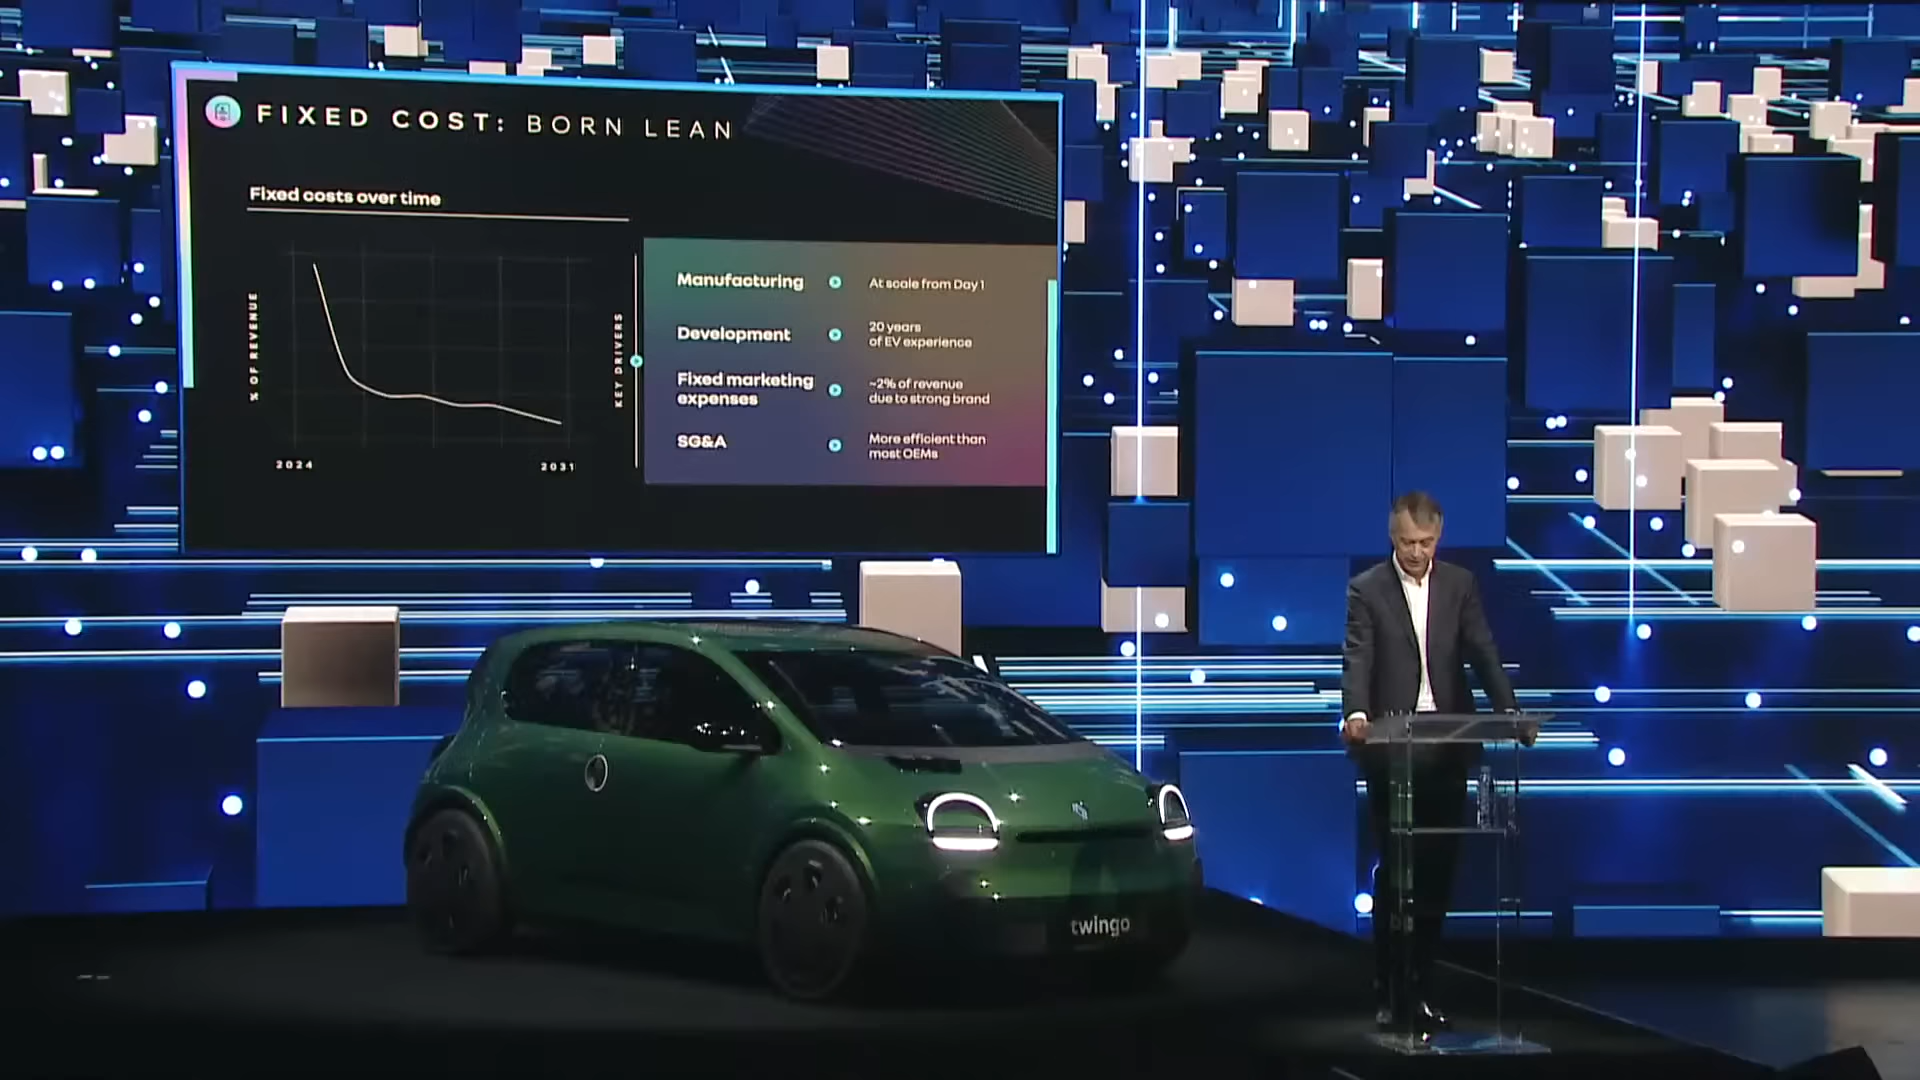 FIXED COST: BORN LEAN
Fixed costs over time
% OF REVENUE
2024
2031
KEY DRIVERS
Manufacturing
At scale from Day 1
Development
20 years
of EV experience
Fixed marketing
expenses
~2% of revenue
due to strong brand
SG&A
More efficient than
most OEMs
twingo